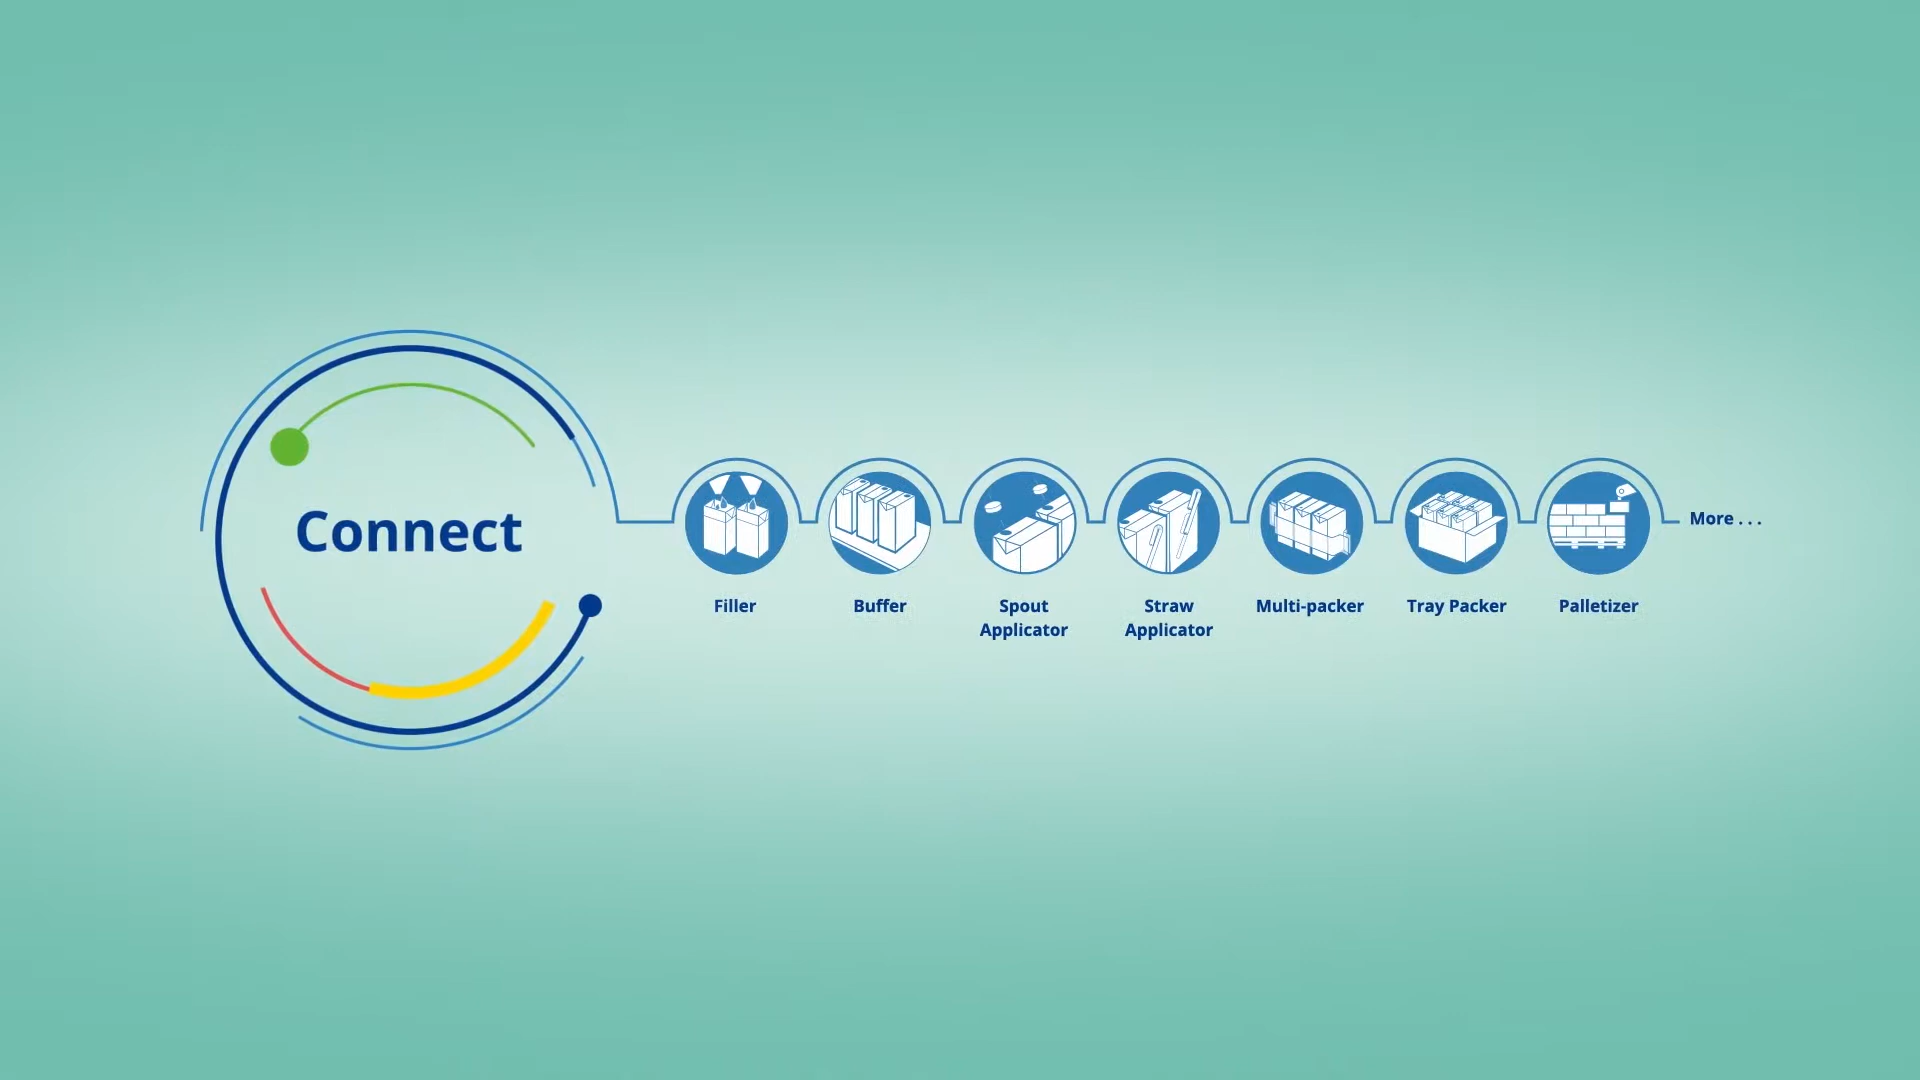 Connect
Filler
Buffer
Spout
Applicator
Straw
Applicator
Multi-packer
Tray Packer
Palletizer
More . . .